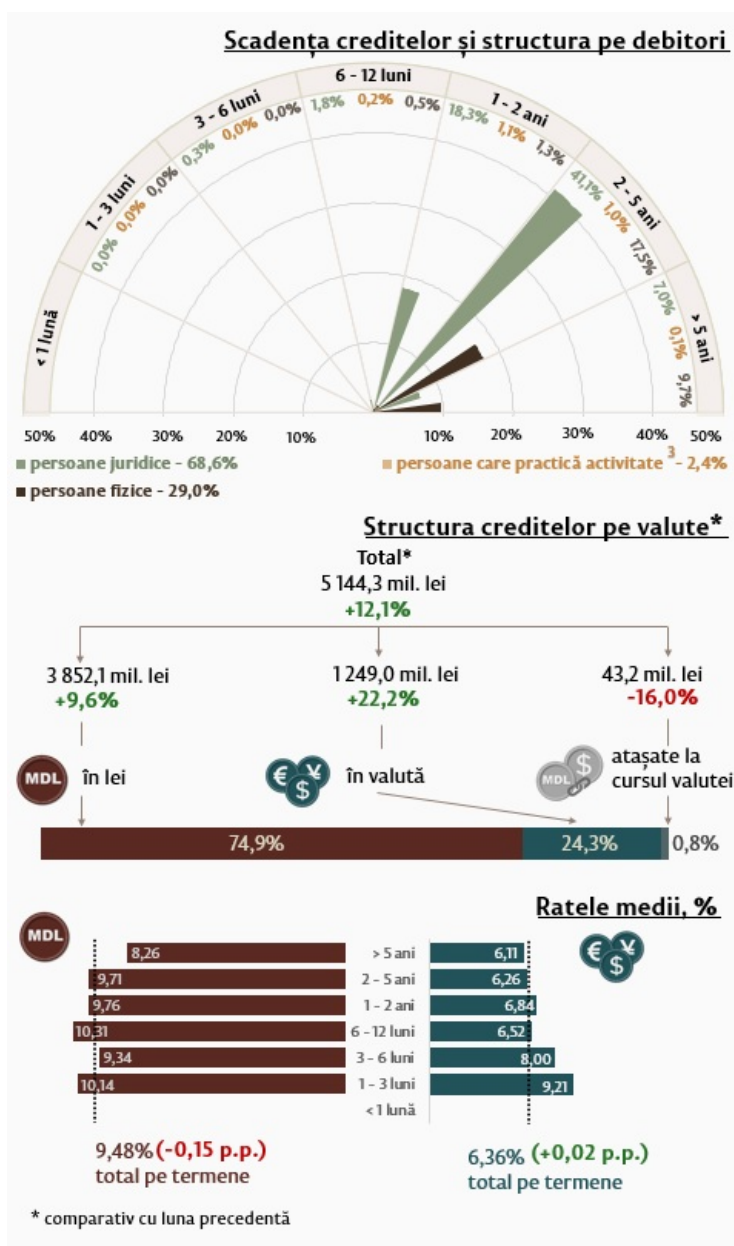 Scadența creditelor și structura pe debitori
< 1 lună
1 - 3 luni
3 - 6 luni
6 - 12 luni
1 - 2 ani
2 - 5 ani
> 5 ani
0,0% 0,0% 0,0%
0,3% 0,0% 0,0%
1,8% 0,2% 0,5%
18,3% 1,1% 1,3%
41,1% 1,0% 17,5%
7,0% 0,1% 9,7%
50% 40% 30% 20% 10% 10% 20% 30% 40% 50%
persoane juridice - 68,6%
persoane care practică activitate 3 - 2,4%
persoane fizice - 29,0%
Structura creditelor pe valute*
Total*
5 144,3 mil. lei
+12,1%
3 852,1 mil. lei 1 249,0 mil. lei 43,2 mil. lei
+9,6% +22,2% -16,0%
MDL în lei
€ ¥ $ în valută
MDL $ atașate la
cursul valutei
74,9% 24,3% 0,8%
Ratele medii, %
MDL
€ ¥ $
8,26 > 5 ani 6,11
9,71 2 - 5 ani 6,26
9,76 1 - 2 ani 6,84
10,31 6 - 12 luni 6,52
9,34 3 - 6 luni 8,00
10,14 1 - 3 luni 9,21
< 1 lună
9,48% (-0,15 p.p.)
total pe termene
6,36% (+0,02 p.p.)
total pe termene
* comparativ cu luna precedentă